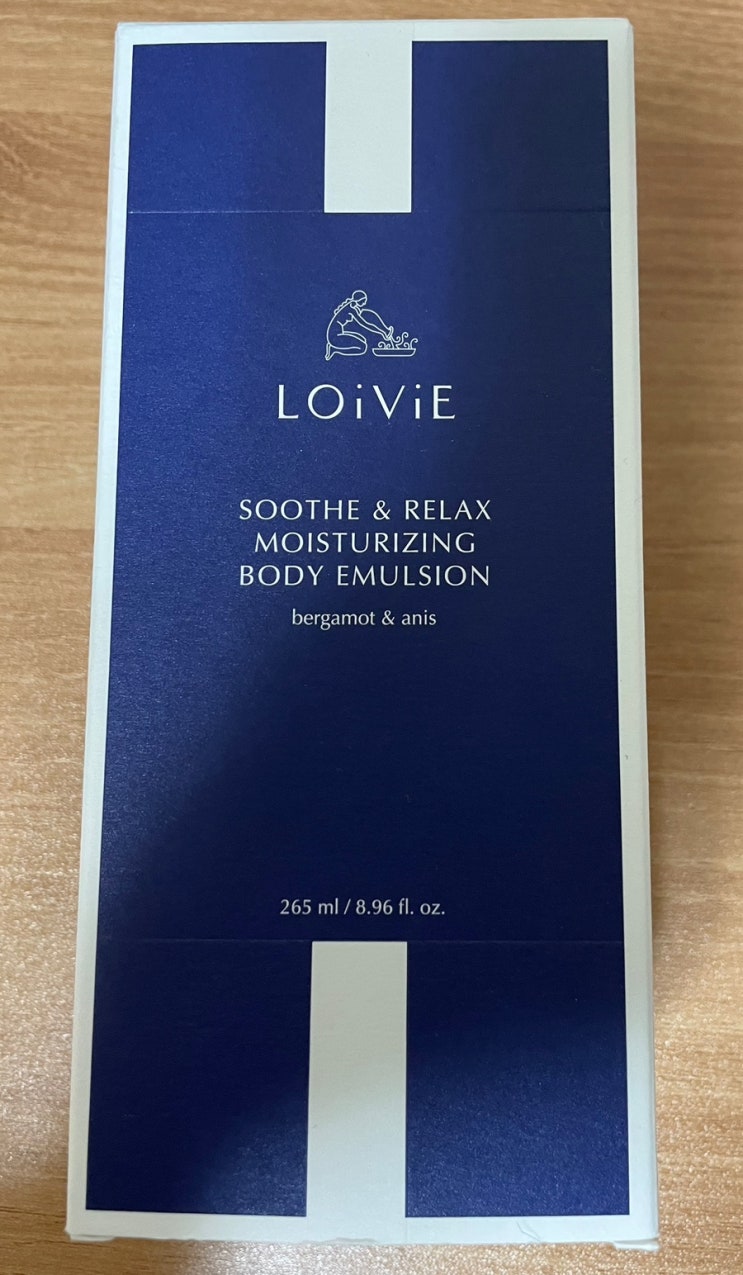 LOiViE
SOOTHE & RELAX
MOISTURIZING
BODY EMULSION
bergamot & anis
265 ml / 8.96 fl. oz.